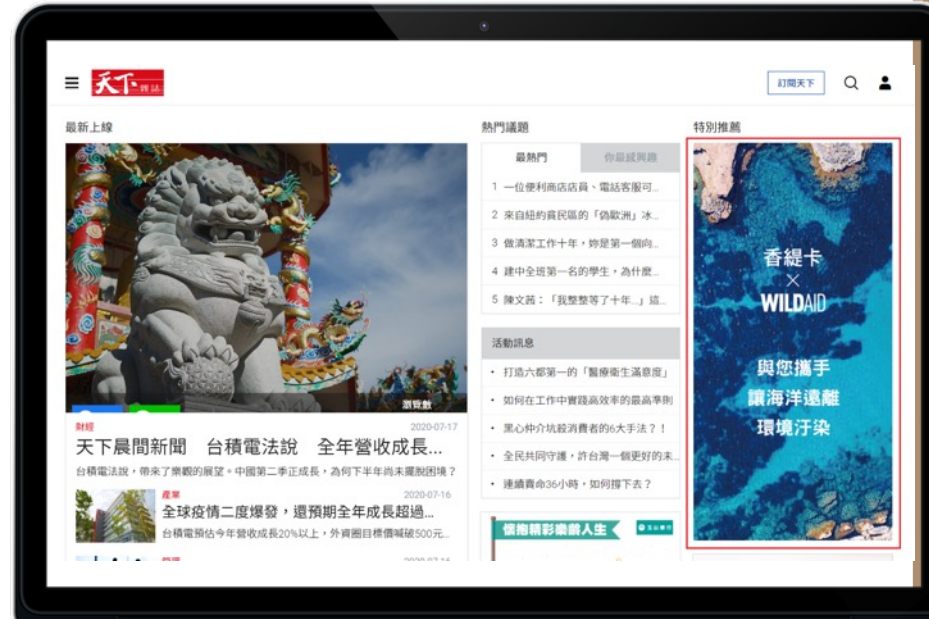 天下 雜誌
訂閱天下
最新上線
瀏覽數
財經
2020-07-17
天下晨間新聞 台積電法說 全年營收成長...
台積電法說，帶來了樂觀的展望。中國第二季正成長，為何下半年尚未擺脫困境？
產業
2020-07-16
全球疫情二度爆發，還預期全年成長超過...
台積電預估今年營收成長20%以上，外資圈目標價喊破500元...
熱門議題
最熱門 你最感興趣
1 一位便利商店店員、電話客服可...
2 來自紐約貧民區的「偽歐洲」冰...
3 做清潔工作十年，妳是第一個向...
4 建中全班第一名的學生，為什麼...
5 陳文茜：「我整整等了十年...」這...
活動訊息
• 打造六都第一的「醫療衛生滿意度」
• 如何在工作中實踐高效率的最高準則
• 黑心仲介坑殺消費者的6大手法？！
• 全民共同守護，許台灣一個更好的未...
• 連續賣命36小時，如何撐下去？
懷抱精彩樂齡人生
玉山銀行
特別推薦
香緹卡
×
WILDAID
與您攜手
讓海洋遠離
環境汙染